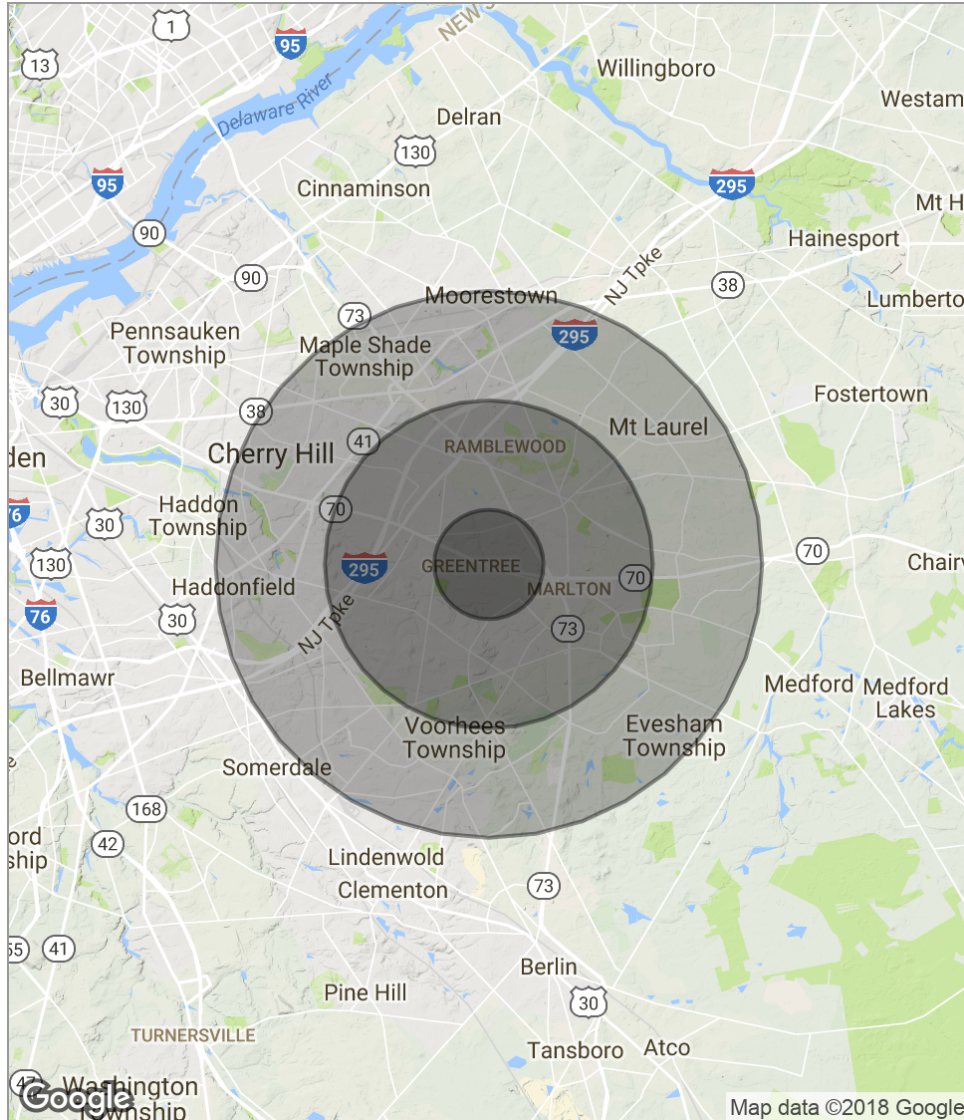 1
NEW
95
13
Willingboro
Delaware River
Delran
Westam
130
95
295
Cinnaminson
Mt H
90
Hainesport
90
NJ Tpke
38
Moorestown
Lumberto
73
Pennsauken
Township
295
Maple Shade
Township
30
130
38
Fostertown
41
RAMBLEWOOD
Mt Laurel
den
Cherry Hill
76
Haddon
Township
70
30
70
130
295
GREENTREE
Chairv
Haddonfield
MARLTON
70
76
30
NJ Tpke
73
Bellmawr
Medford
Medford
Lakes
Voorhees
Township
Evesham
Township
Somerdale
168
ord
ship
42
Lindenwold
Clementon
73
55
41
Berlin
Pine Hill
30
TURNERSVILLE
Tansboro
Atco
47
Washington
Township
Google
Map data ©2018 Google